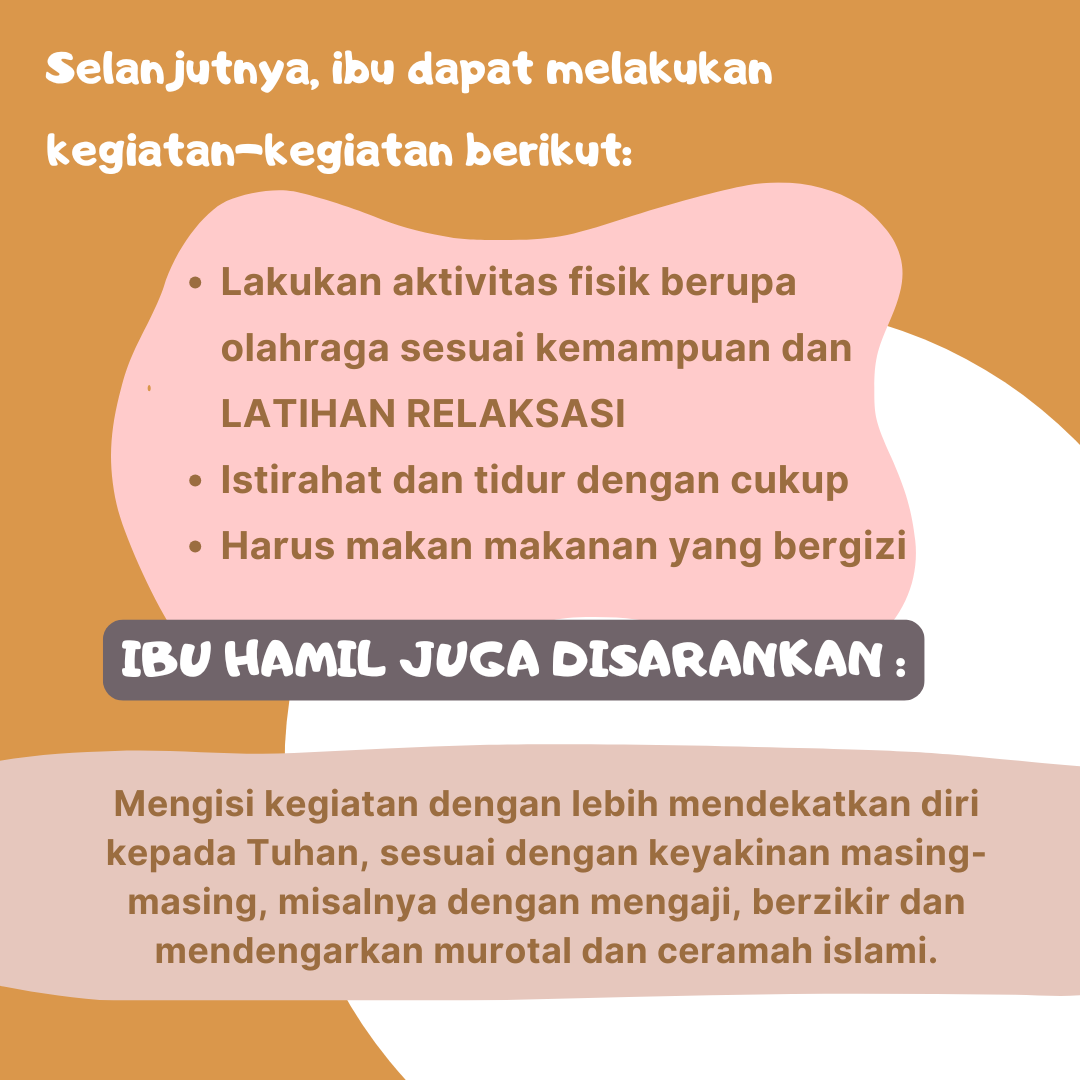 Selanjutnya, ibu dapat melakukan
kegiatan-kegiatan berikut:
• Lakukan aktivitas fisik berupa
olahraga sesuai kemampuan dan
LATIHAN RELAKSASI
• Istirahat dan tidur dengan cukup
• Harus makan makanan yang bergizi
IBU HAMIL JUGA DISARANKAN :
Mengisi kegiatan dengan lebih mendekatkan diri
kepada Tuhan, sesuai dengan keyakinan masing-
masing, misalnya dengan mengaji, berzikir dan
mendengarkan murotal dan ceramah islami.